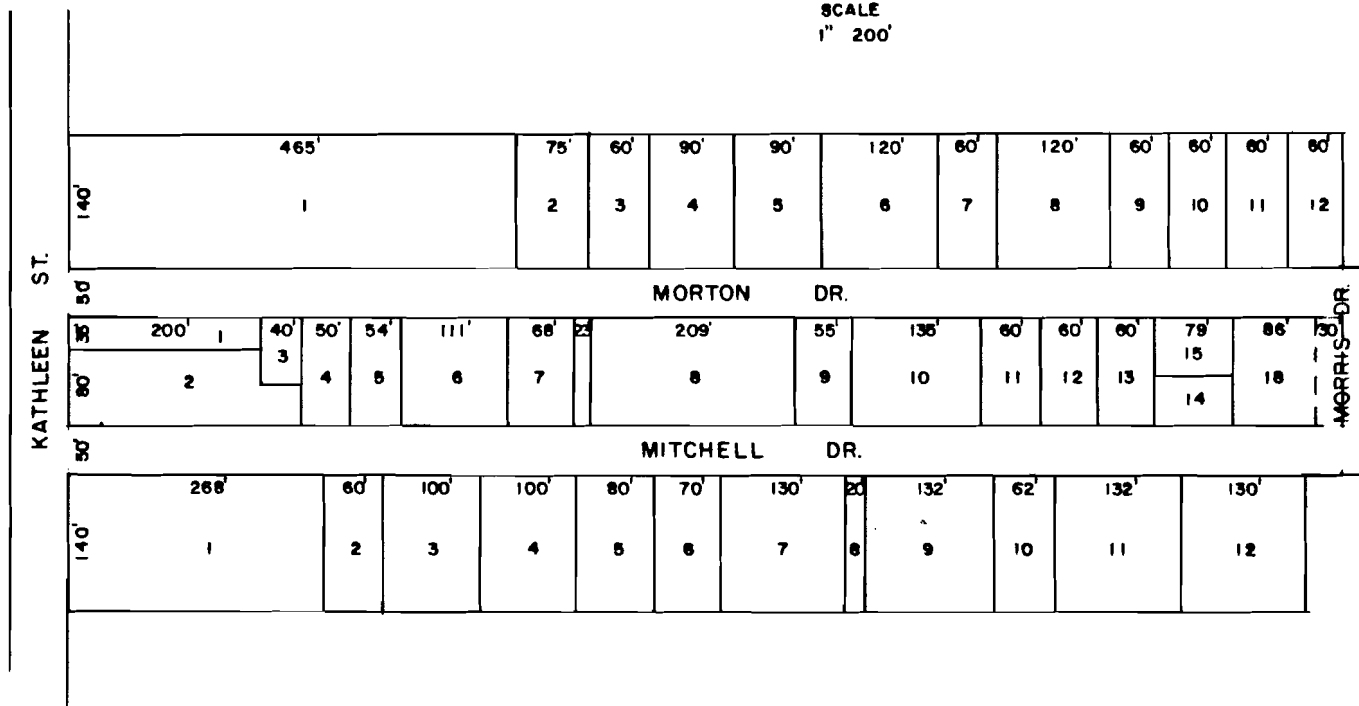 SCALE
1" 200'
465' 75' 60' 90' 90' 120' 60' 120' 60' 60' 60' 60'
140'
1 2 3 4 5 6 7 8 9 10 11 12
KATHLEEN ST.
50'
MORTON DR.
MORRIS DR.
35' 200' 1 40' 50' 54' 111' 68' 23 209' 55' 135' 60' 60' 60' 79' 86' 30'
80' 2 3 4 5 6 7 8 9 10 11 12 13 15 18
14
50'
MITCHELL DR.
268' 60' 100' 100' 80' 70' 130' 20' 132' 62' 132' 130'
140'
1 2 3 4 5 6 7 8 9 10 11 12